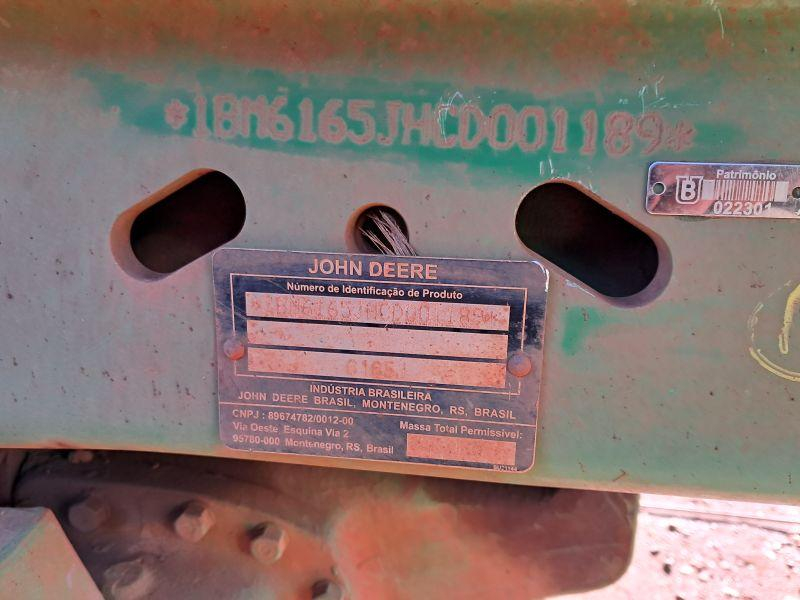 *1BM6165JHCD001189*
Patrimônio
022301
JOHN DEERE
Número de Identificação de Produto
*1BM6165JHCD001189*
6165J
INDÚSTRIA BRASILEIRA
JOHN DEERE BRASIL, MONTENEGRO, RS, BRASIL
CNPJ : 89674782/0012-00
Via Oeste, Esquina Via 2
95780-000 Montenegro, RS, Brasil
Massa Total Permissível: